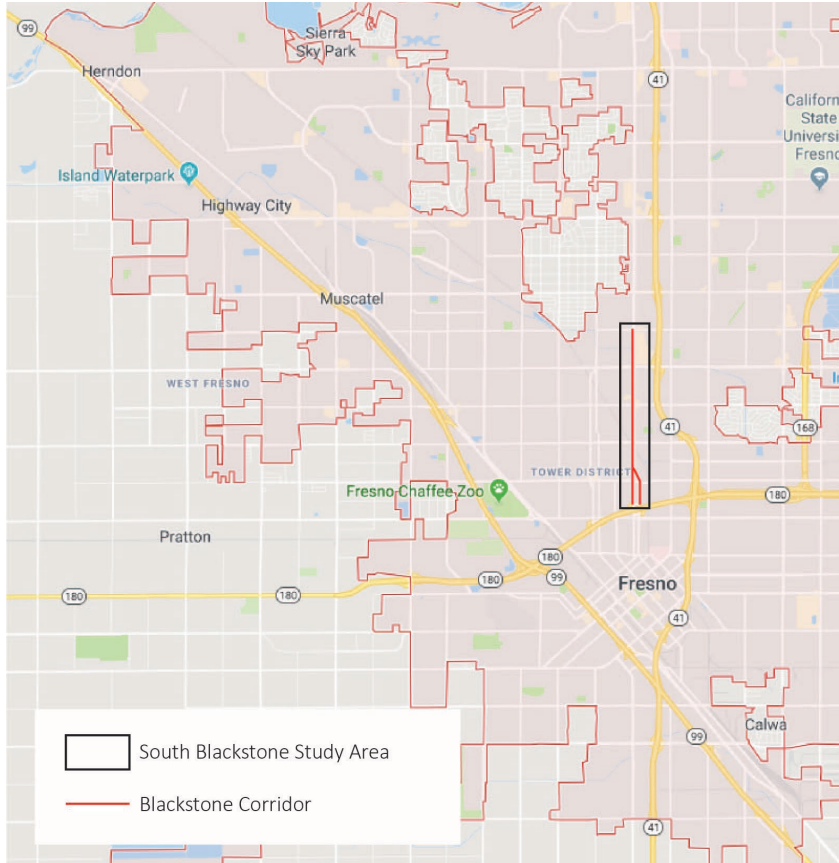 99
Sierra
Sky Park
Herndon
41
California
State
University
Fresno
Island Waterpark
Highway City
Muscatel
WEST FRESNO
41
168
TOWER DISTRICT
Fresno Chaffee Zoo
180
Pratton
180
180
99
180
180
180
Fresno
41
Calwa
99
41
South Blackstone Study Area
Blackstone Corridor